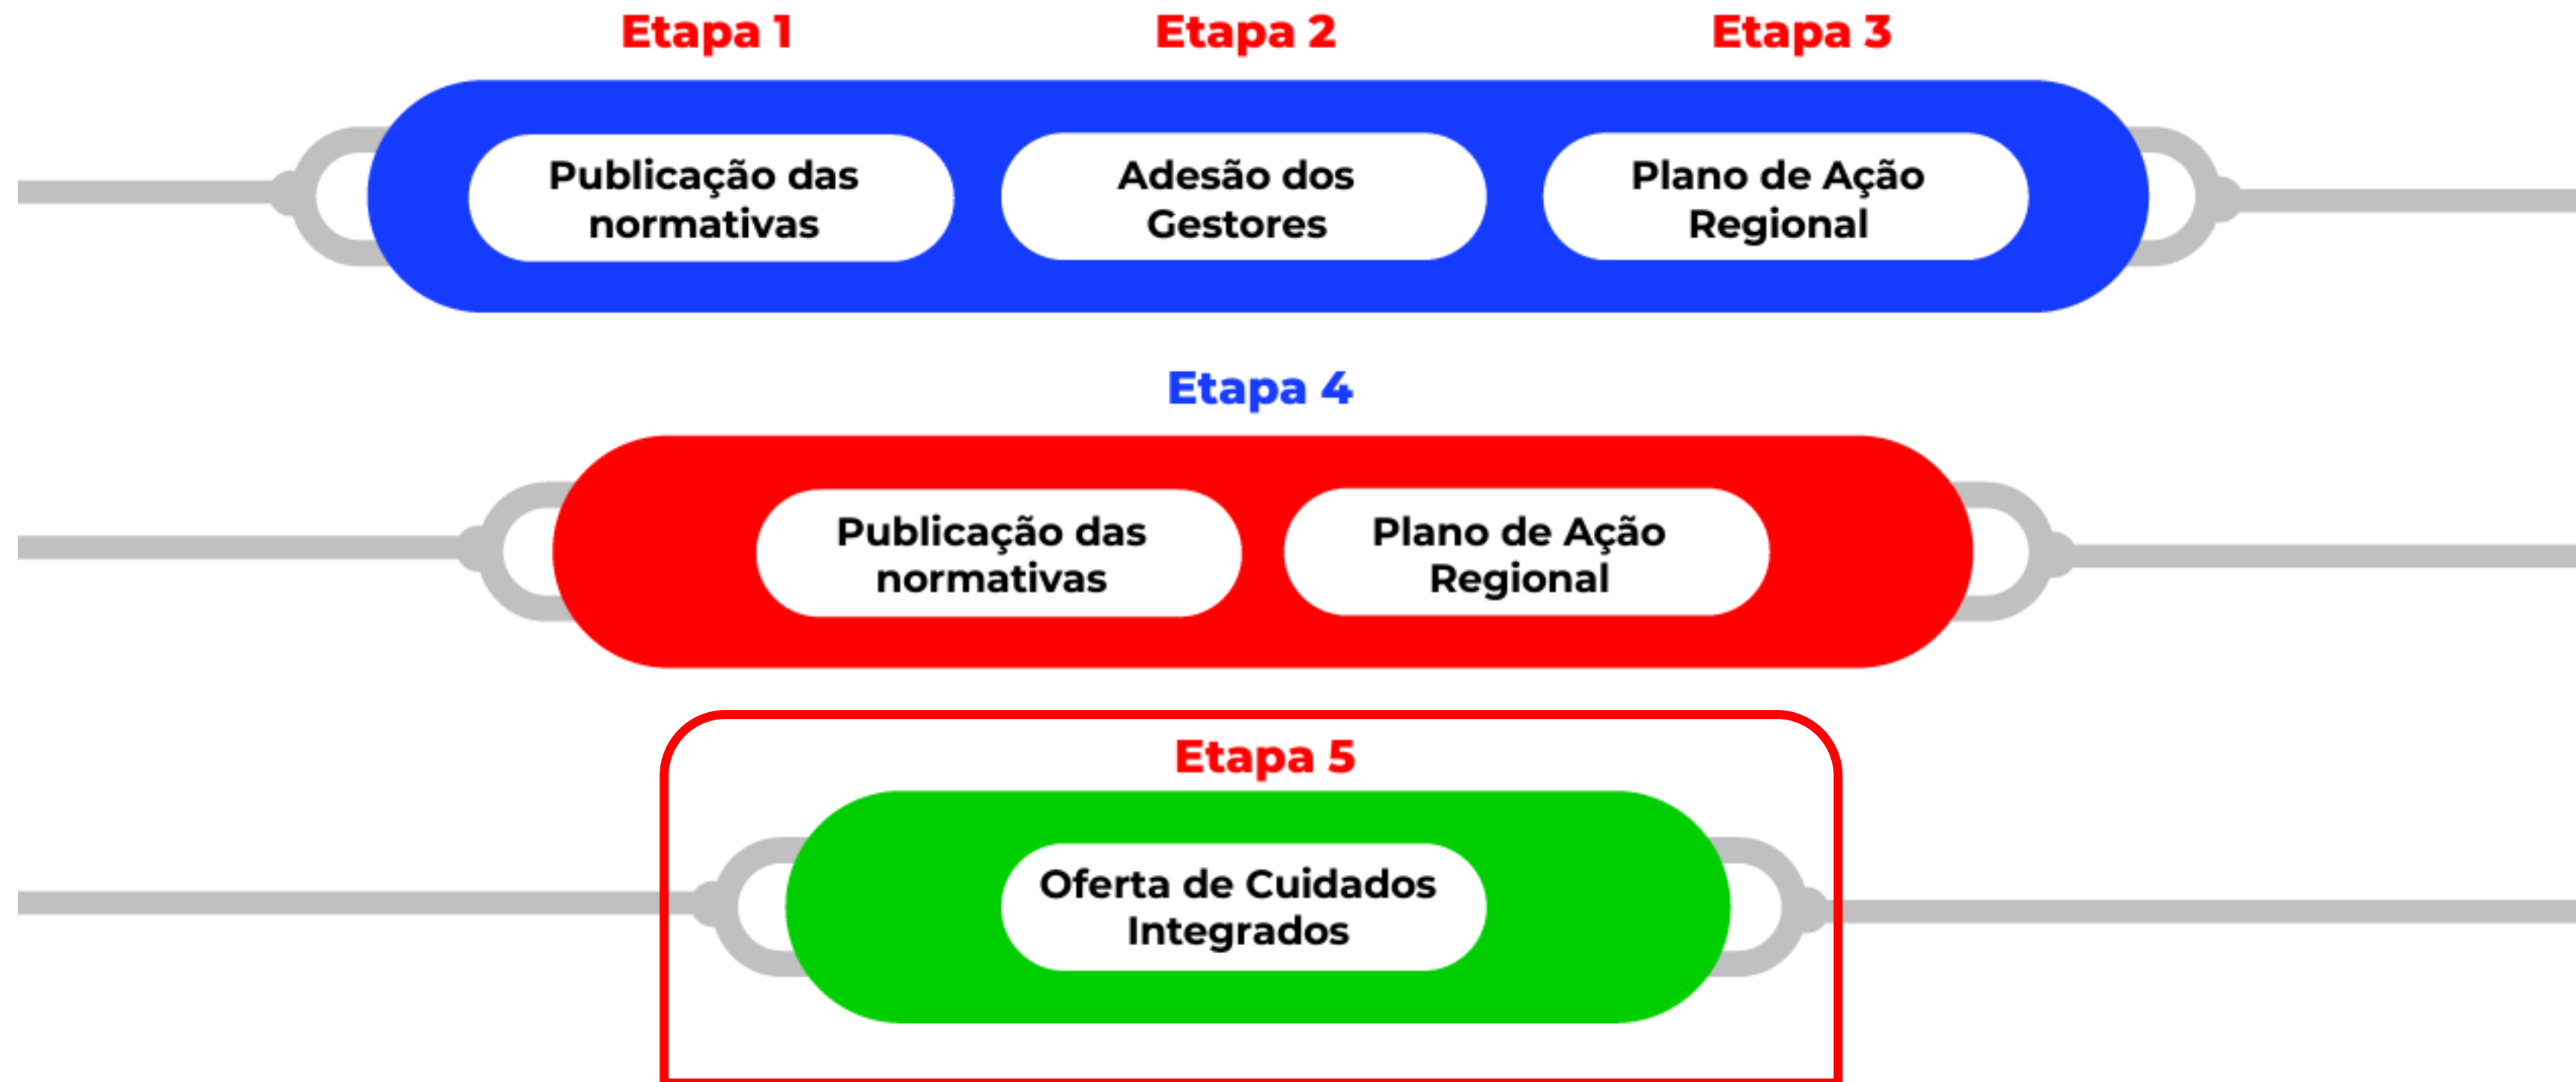 Etapa 1
Etapa 2
Etapa 3
Publicação das
normativas
Adesão dos
Gestores
Plano de Ação
Regional
Etapa 4
Publicação das
normativas
Plano de Ação
Regional
Etapa 5
Oferta de Cuidados
Integrados